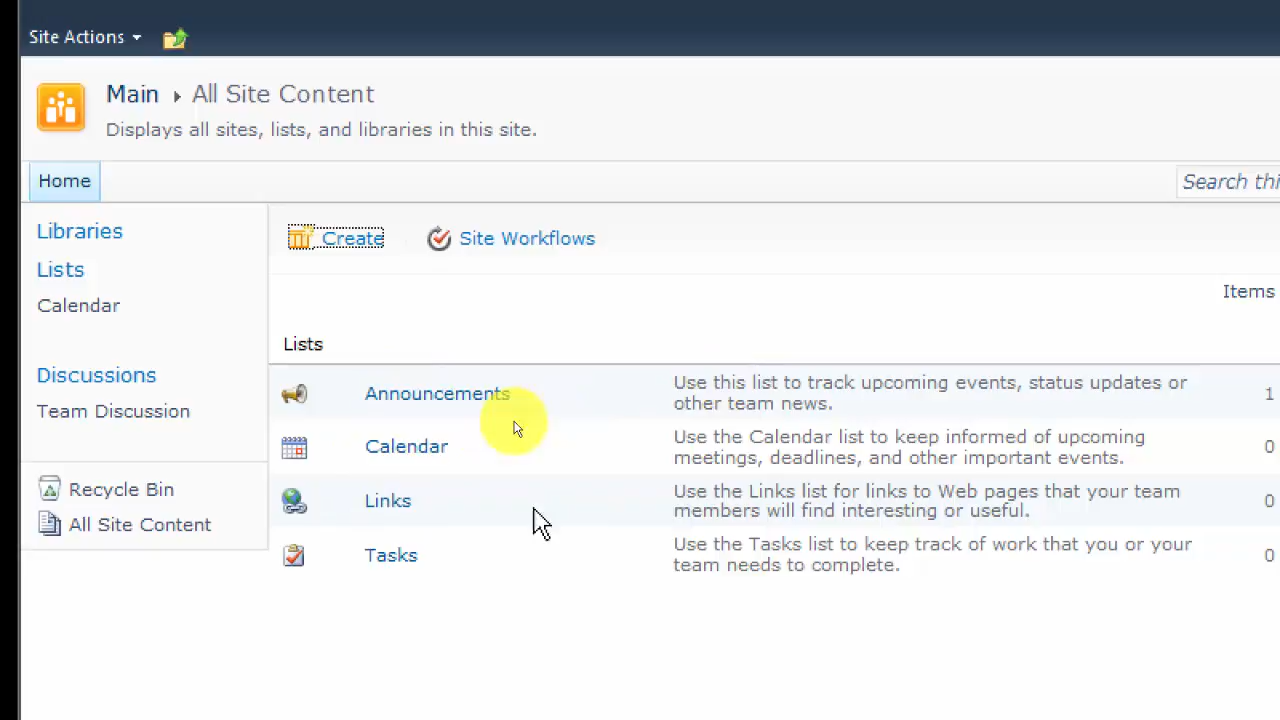 Site Actions
Main ▸ All Site Content
Displays all sites, lists, and libraries in this site.
Home
Search thi
Libraries
Lists
Calendar
Discussions
Team Discussion
Recycle Bin
All Site Content
Create
Site Workflows
Items
Lists
Announcements
Use this list to track upcoming events, status updates or
other team news.
1
Calendar
Use the Calendar list to keep informed of upcoming
meetings, deadlines, and other important events.
0
Links
Use the Links list for links to Web pages that your team
members will find interesting or useful.
0
Tasks
Use the Tasks list to keep track of work that you or your
team needs to complete.
0